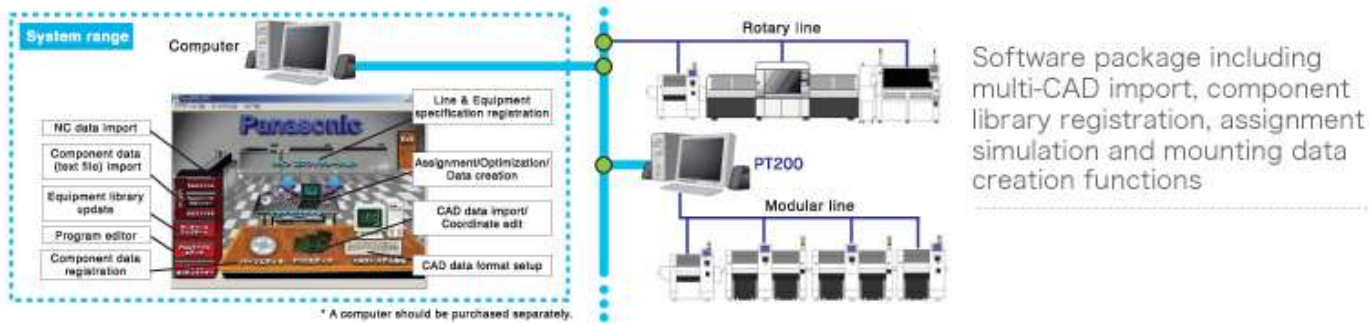 System range
Computer
Panasonic
NC data import
Component data
(text file) import
Equipment library
update
Program editor
Component data
registration
Line & Equipment
specification registration
Assignment/Optimization/
Data creation
CAD data import/
Coordinate edit
CAD data format setup
* A computer should be purchased separately.
Rotary line
PT200
Modular line
Software package including
multi-CAD import, component
library registration, assignment
simulation and mounting data
creation functions